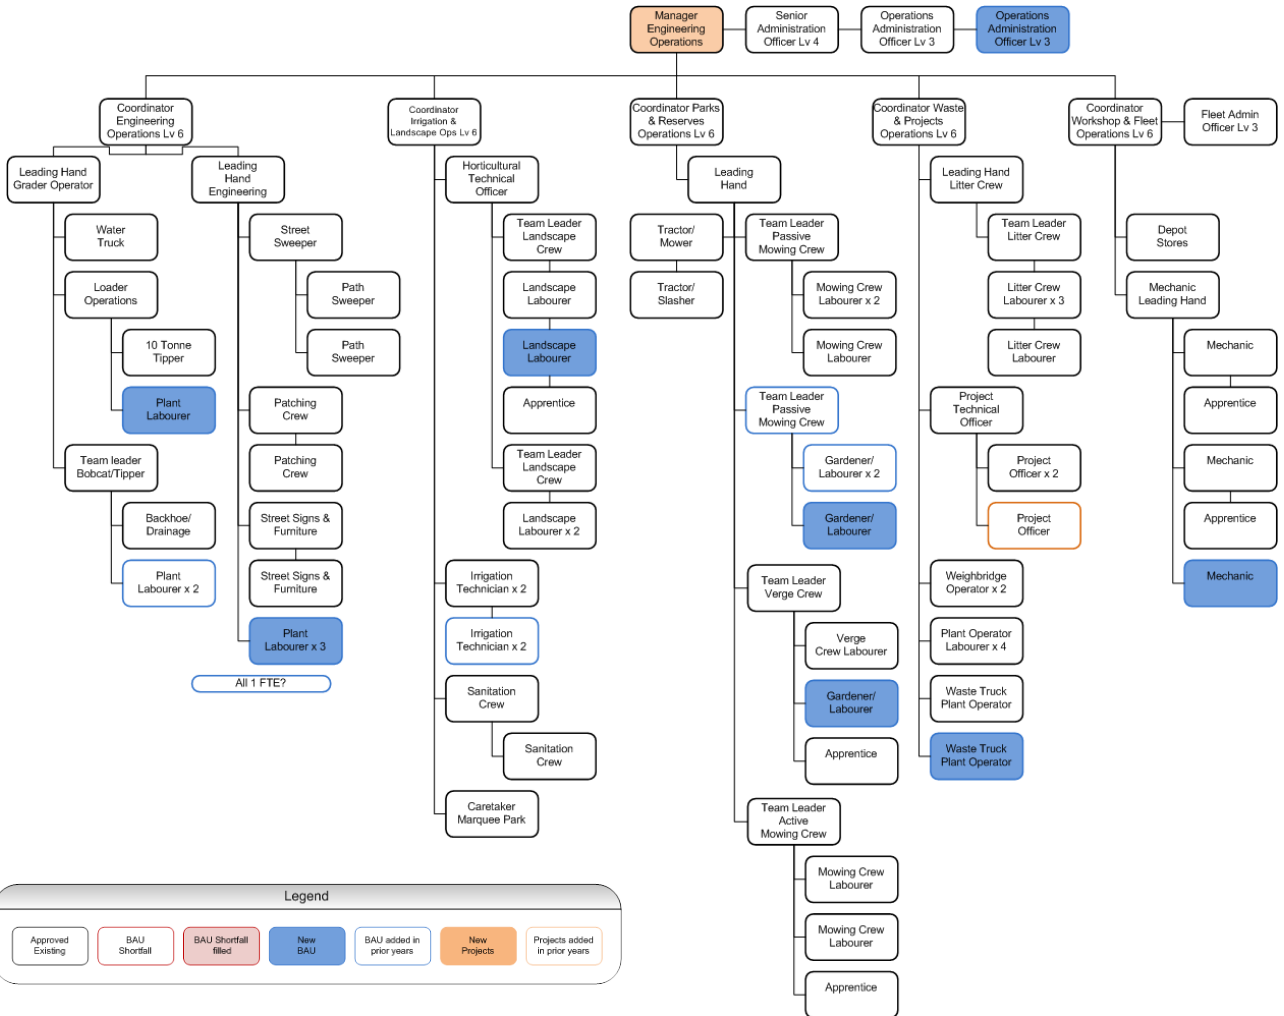 Manager
Engineering
Operations
Senior
Administration
Officer Lv 4
Operations
Administration
Officer Lv 3
Operations
Administration
Officer Lv 3
Coordinator
Engineering
Operations Lv 6
Coordinator
Irrigation &
Landscape Ops Lv 6
Coordinator Parks
& Reserves
Operations Lv 6
Coordinator Waste
& Projects
Operations Lv 6
Coordinator
Workshop & Fleet
Operations Lv 6
Fleet Admin
Officer Lv 3
Leading Hand
Grader Operator
Water
Truck
Loader
Operations
10 Tonne
Tipper
Plant
Labourer
Team leader
Bobcat/Tipper
Backhoe/
Drainage
Plant
Labourer x 2
Leading
Hand
Engineering
Street
Sweeper
Path
Sweeper
Path
Sweeper
Patching
Crew
Patching
Crew
Street Signs &
Furniture
Street Signs &
Furniture
Plant
Labourer x 3
All 1 FTE?
Horticultural
Technical
Officer
Team Leader
Landscape
Crew
Landscape
Labourer
Landscape
Labourer
Apprentice
Team Leader
Landscape
Crew
Landscape
Labourer x 2
Irrigation
Technician x 2
Irrigation
Technician x 2
Sanitation
Crew
Sanitation
Crew
Caretaker
Marquee Park
Leading
Hand
Tractor/
Mower
Tractor/
Slasher
Team Leader
Passive
Mowing Crew
Mowing Crew
Labourer x 2
Mowing Crew
Labourer
Team Leader
Passive
Mowing Crew
Gardener/
Labourer x 2
Gardener/
Labourer
Team Leader
Verge Crew
Verge
Crew Labourer
Gardener/
Labourer
Apprentice
Team Leader
Active
Mowing Crew
Mowing Crew
Labourer
Mowing Crew
Labourer
Apprentice
Leading Hand
Litter Crew
Team Leader
Litter Crew
Litter Crew
Labourer x 3
Litter Crew
Labourer
Project
Technical
Officer
Project
Officer x 2
Project
Officer
Weighbridge
Operator x 2
Plant Operator
Labourer x 4
Waste Truck
Plant Operator
Waste Truck
Plant Operator
Depot
Stores
Mechanic
Leading Hand
Mechanic
Apprentice
Mechanic
Apprentice
Mechanic
Legend
Approved
Existing
BAU
Shortfall
BAU Shortfall
filled
New
BAU
BAU added in
prior years
New
Projects
Projects added
in prior years